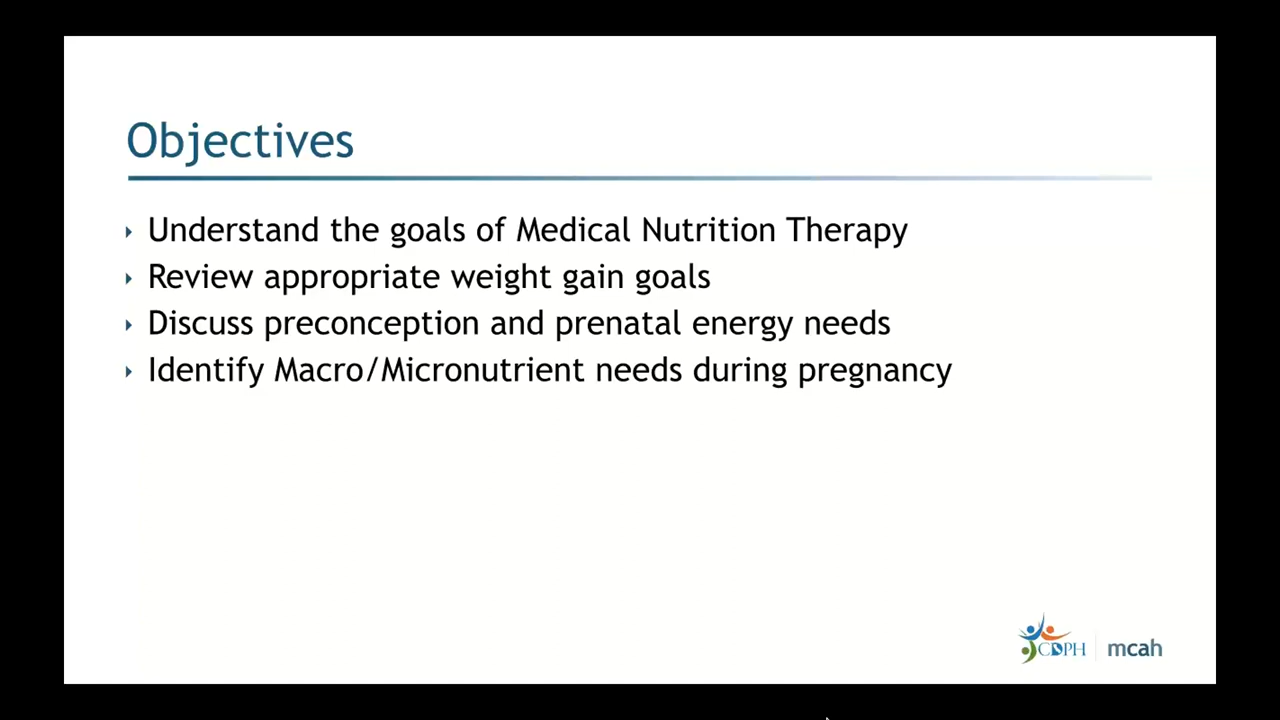 Objectives
Understand the goals of Medical Nutrition Therapy
Review appropriate weight gain goals
Discuss preconception and prenatal energy needs
Identify Macro/Micronutrient needs during pregnancy
CDPH mcah